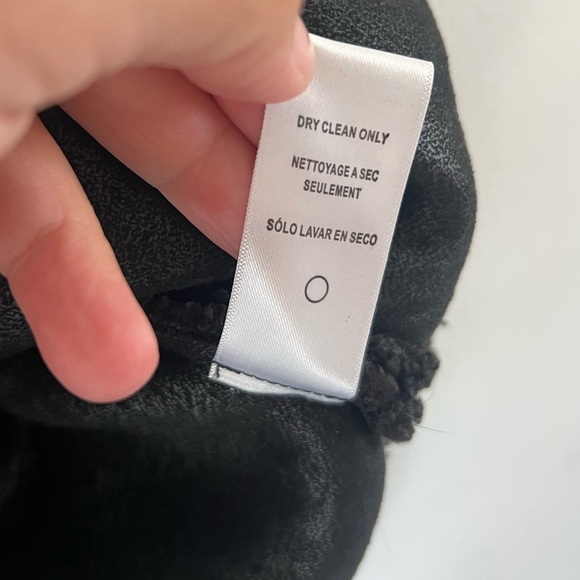 DRY CLEAN ONLY
NETTOYAGE A SEC
SEULEMENT
SÓLO LAVAR EN SECO